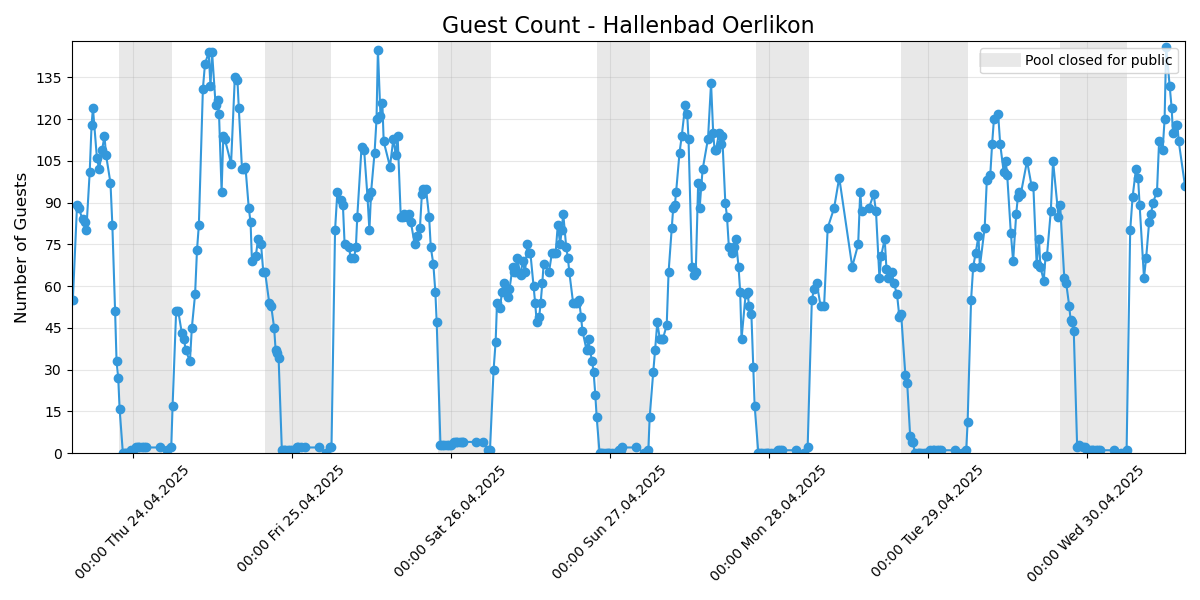 Guest Count - Hallenbad Oerlikon
Pool closed for public
Number of Guests
135
120
105
90
75
60
45
30
15
0
00:00 Thu 24.04.2025
00:00 Fri 25.04.2025
00:00 Sat 26.04.2025
00:00 Sun 27.04.2025
00:00 Mon 28.04.2025
00:00 Tue 29.04.2025
00:00 Wed 30.04.2025